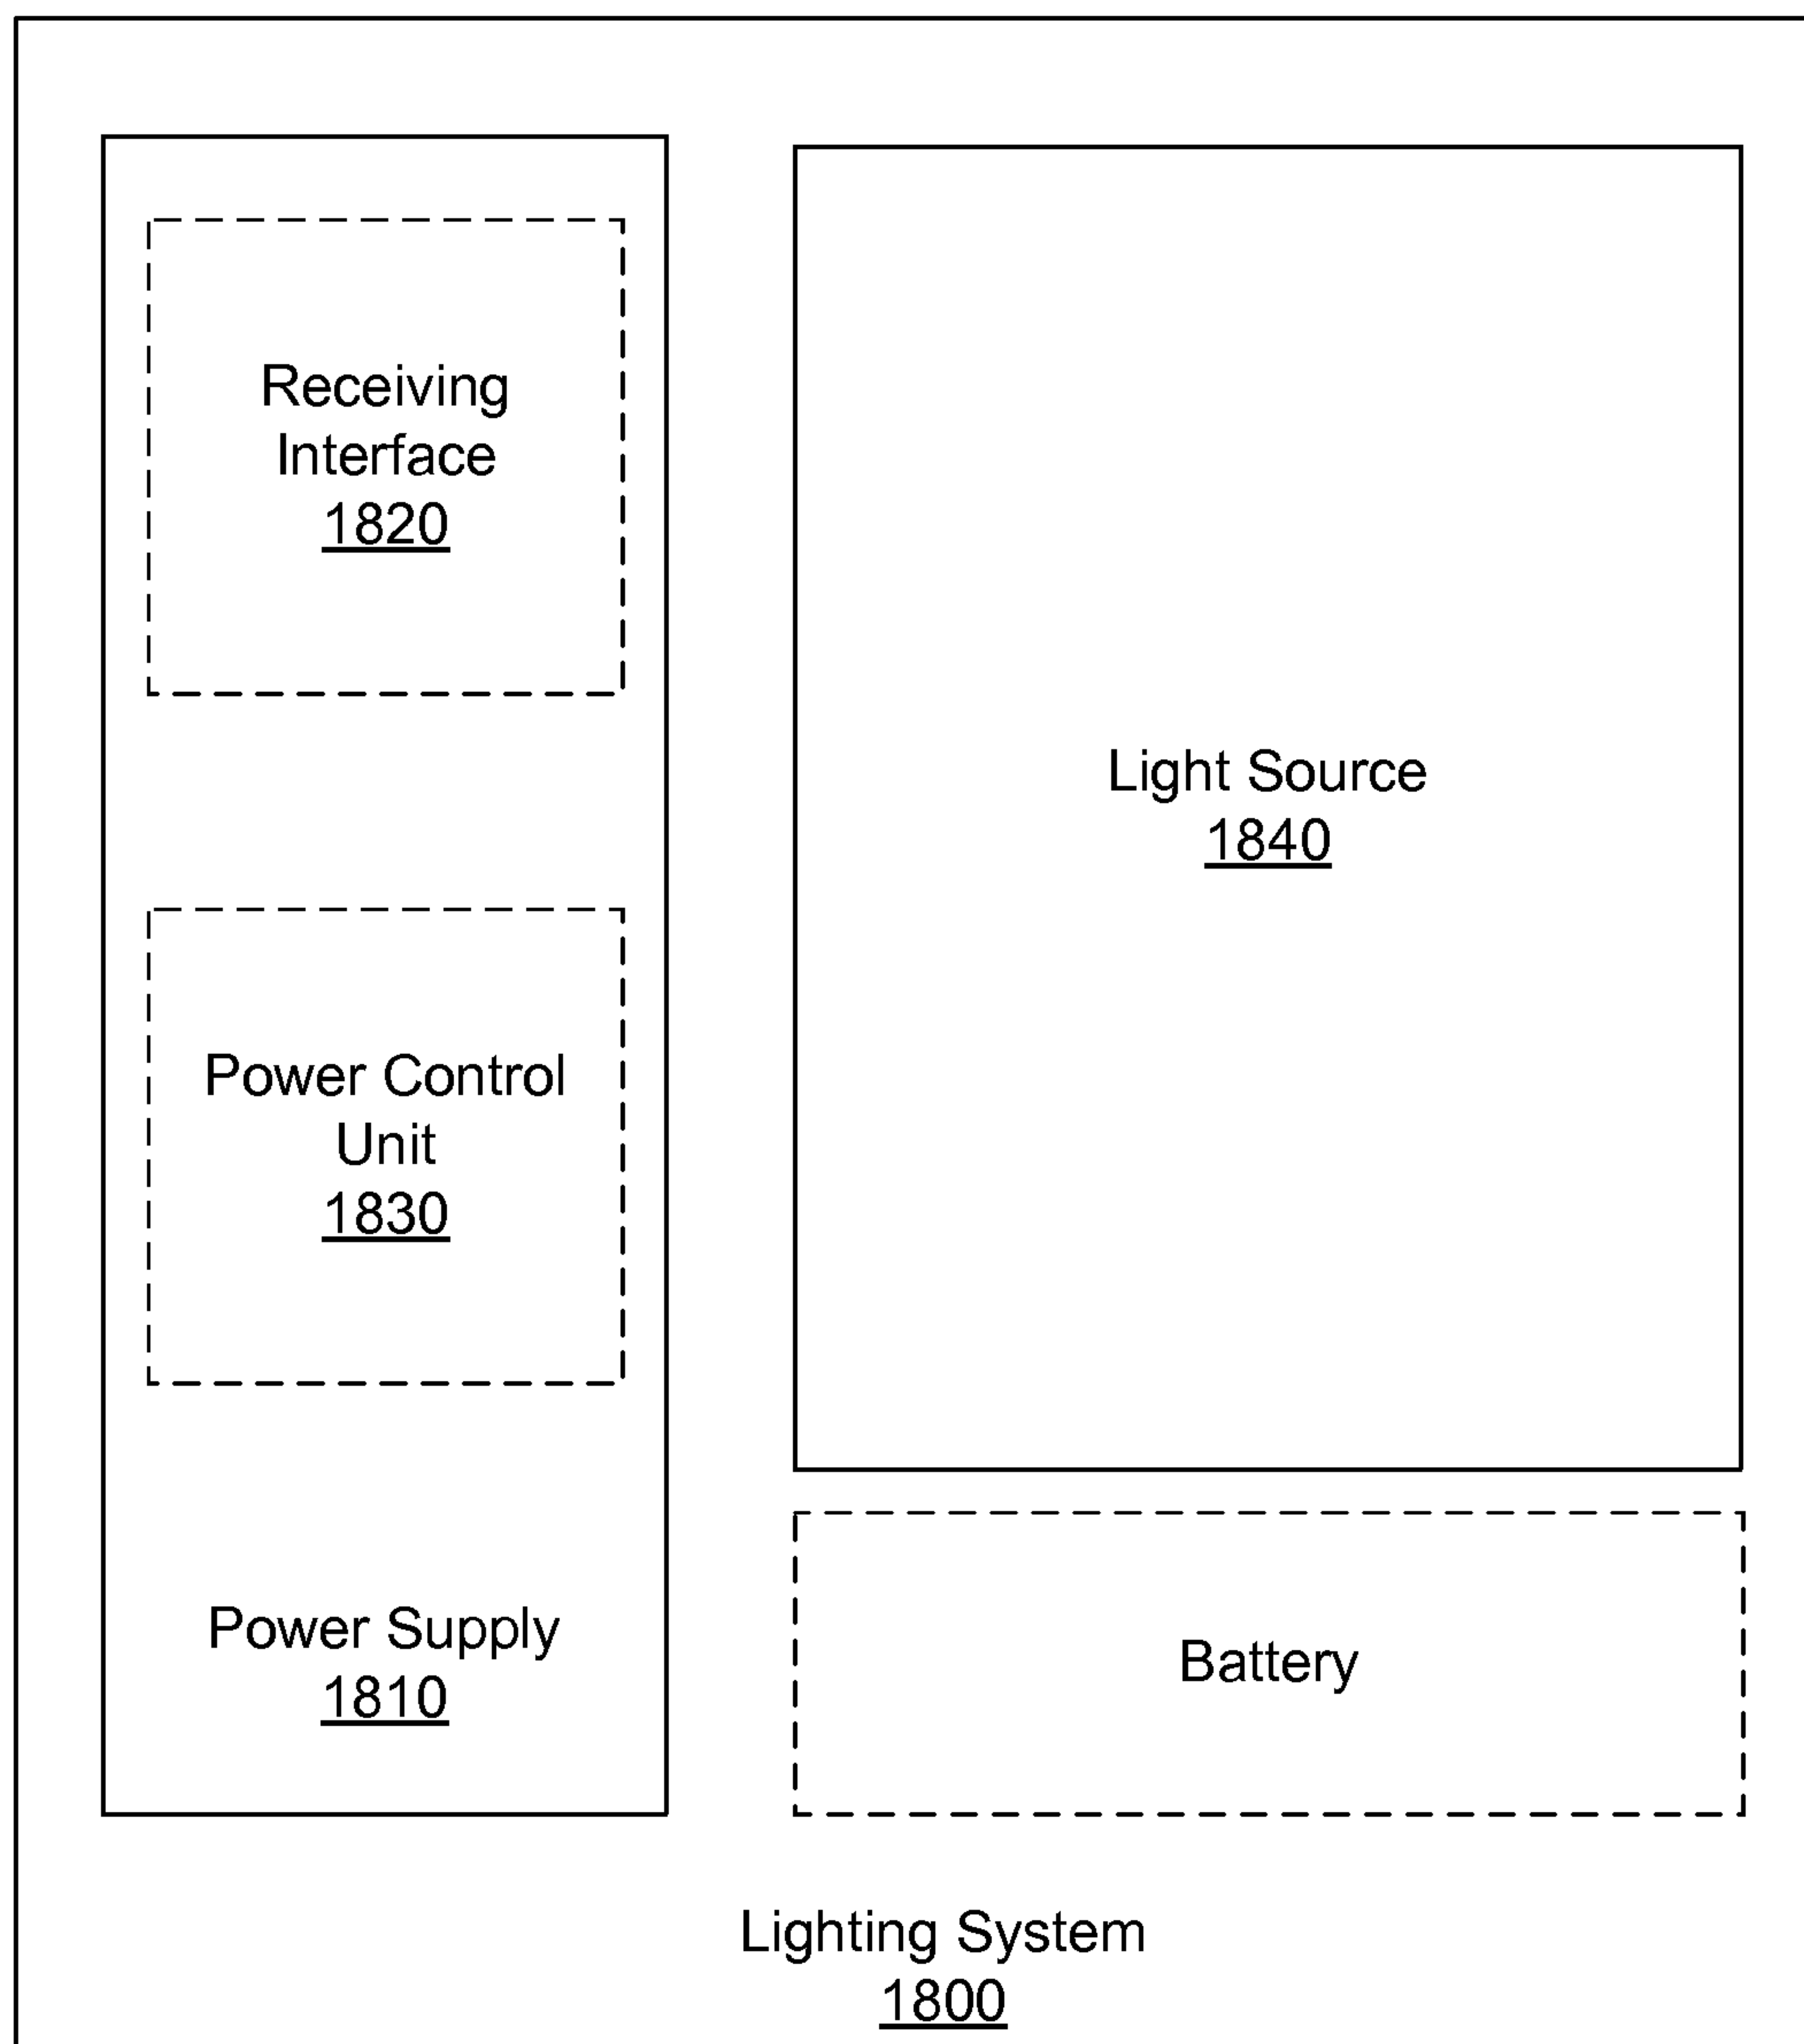 Receiving
Interface
1820
Power Control
Unit
1830
Power Supply
1810
Light Source
1840
Battery
Lighting System
1800